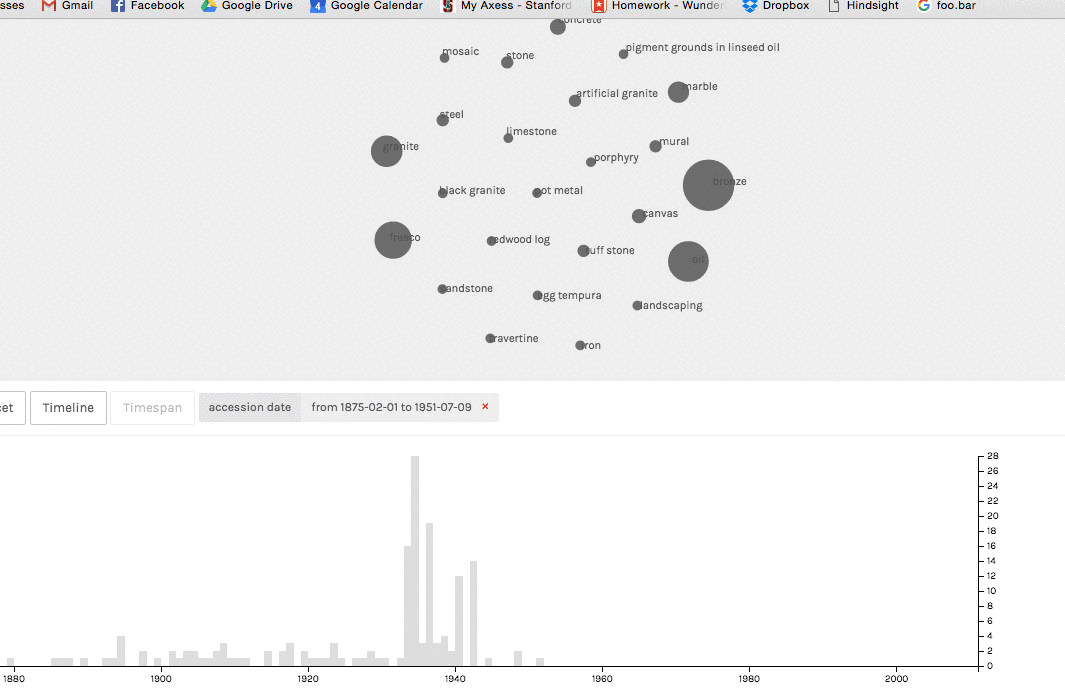 sses Gmail Facebook Google Drive 4 Google Calendar My Axess - Stanford Homework - Wunder Dropbox Hindsight foo.bar
concrete
mosaic stone pigment grounds in linseed oil
artificial granite marble
steel
limestone
granite mural
porphyry
bronze
black granite pot metal
canvas
fresco redwood log
tuff stone
oil
sandstone egg tempura
landscaping
travertine iron
cet Timeline Timespan accession date from 1875-02-01 to 1951-07-09 ×
28
26
24
22
20
18
16
14
12
10
8
6
4
2
0
1880 1900 1920 1940 1960 1980 2000